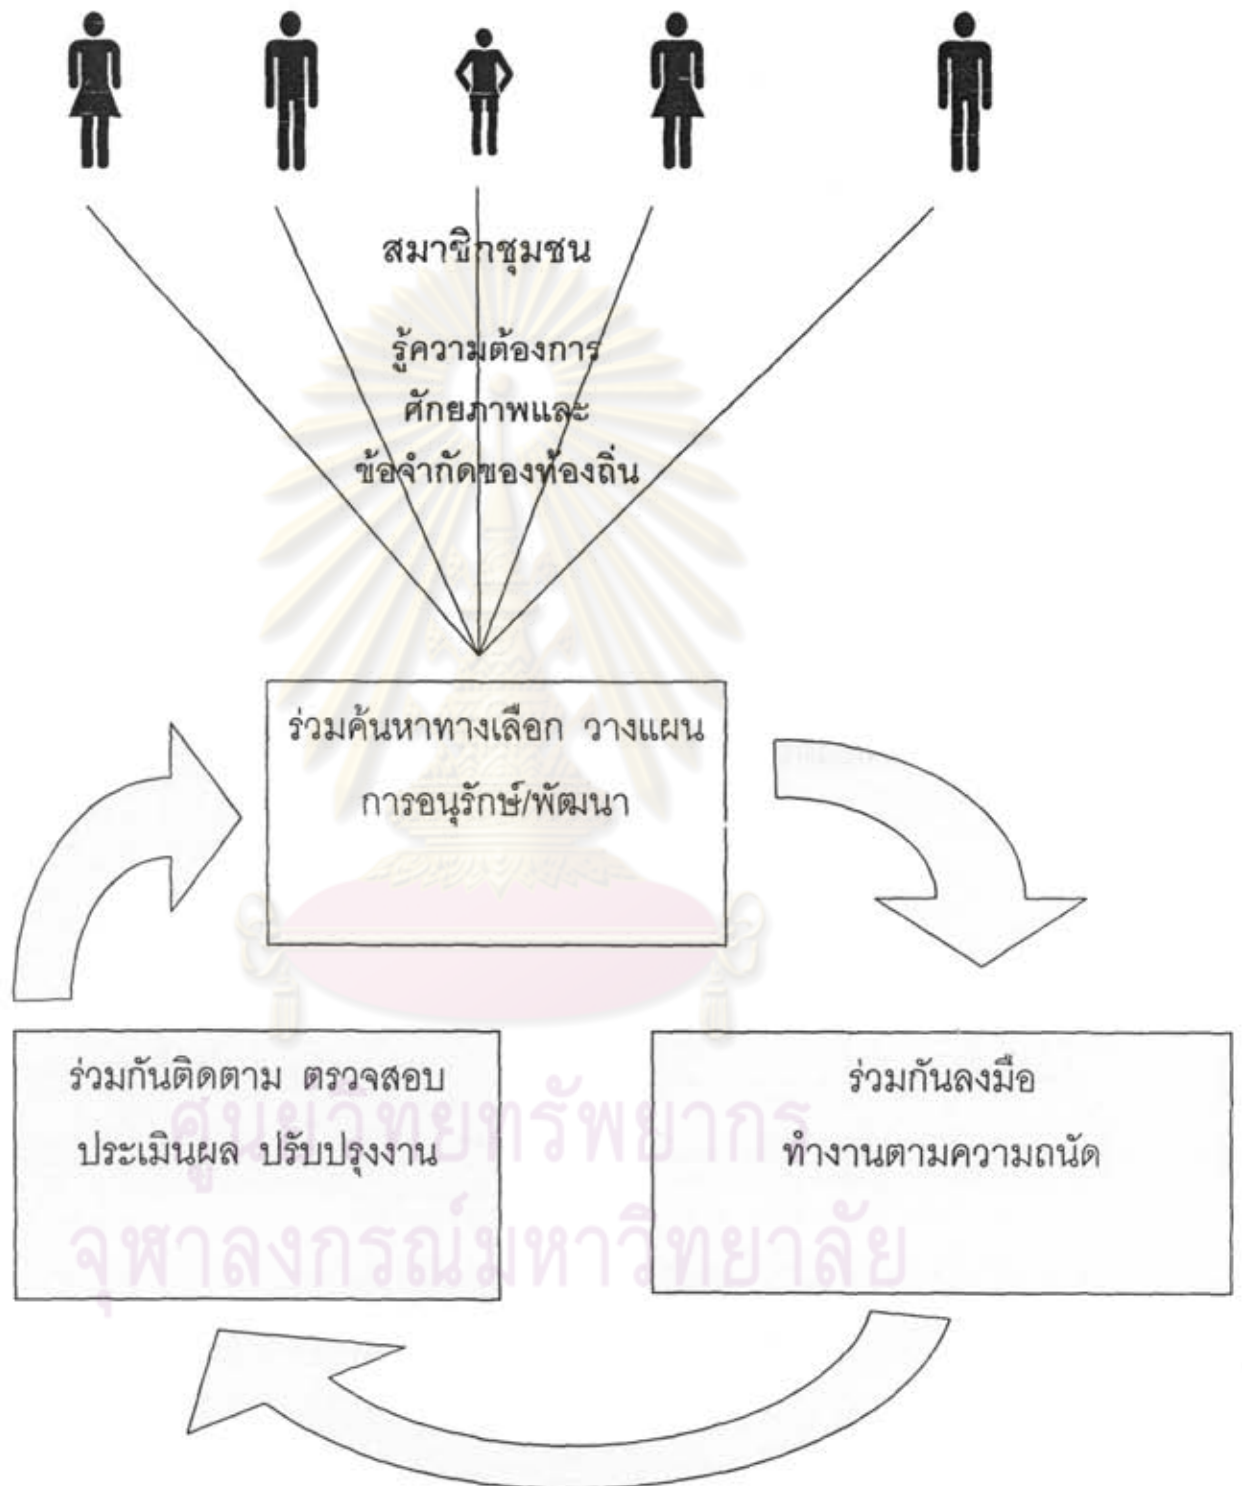 สมาชิกชุมชน
รู้ความต้องการ
ศักยภาพและ
ข้อจำกัดของท้องถิ่น
ร่วมค้นหาทางเลือก วางแผน
การอนุรักษ์/พัฒนา
ร่วมกันติดตาม ตรวจสอบ
ประเมินผล ปรับปรุงงาน
ร่วมกันลงมือ
ทำงานตามความถนัด
ศูนย์วิทยทรัพยากร
จุฬาลงกรณ์มหาวิทยาลัย